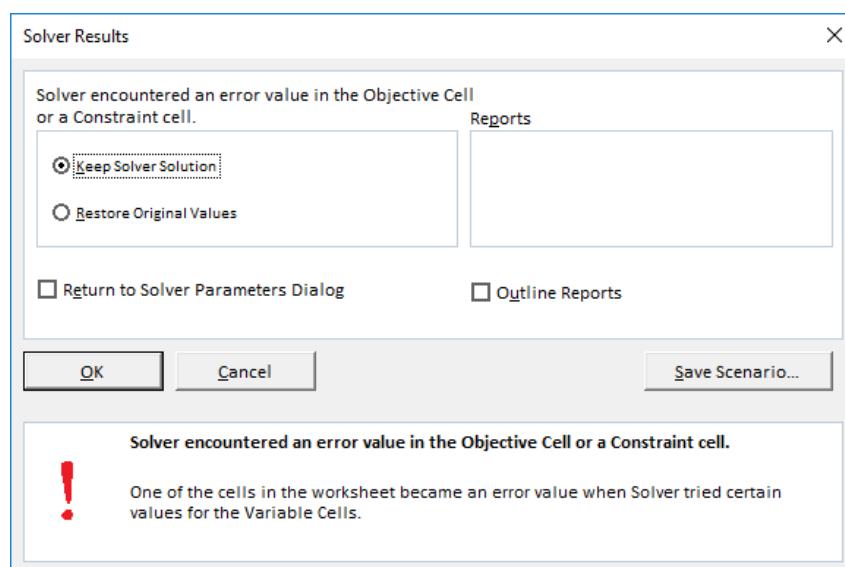 Solver Results
Solver encountered an error value in the Objective Cell
or a Constraint cell.
Reports
Keep Solver Solution
Restore Original Values
Return to Solver Parameters Dialog
Outline Reports
OK
Cancel
Save Scenario...
Solver encountered an error value in the Objective Cell or a Constraint cell.
One of the cells in the worksheet became an error value when Solver tried certain
values for the Variable Cells.